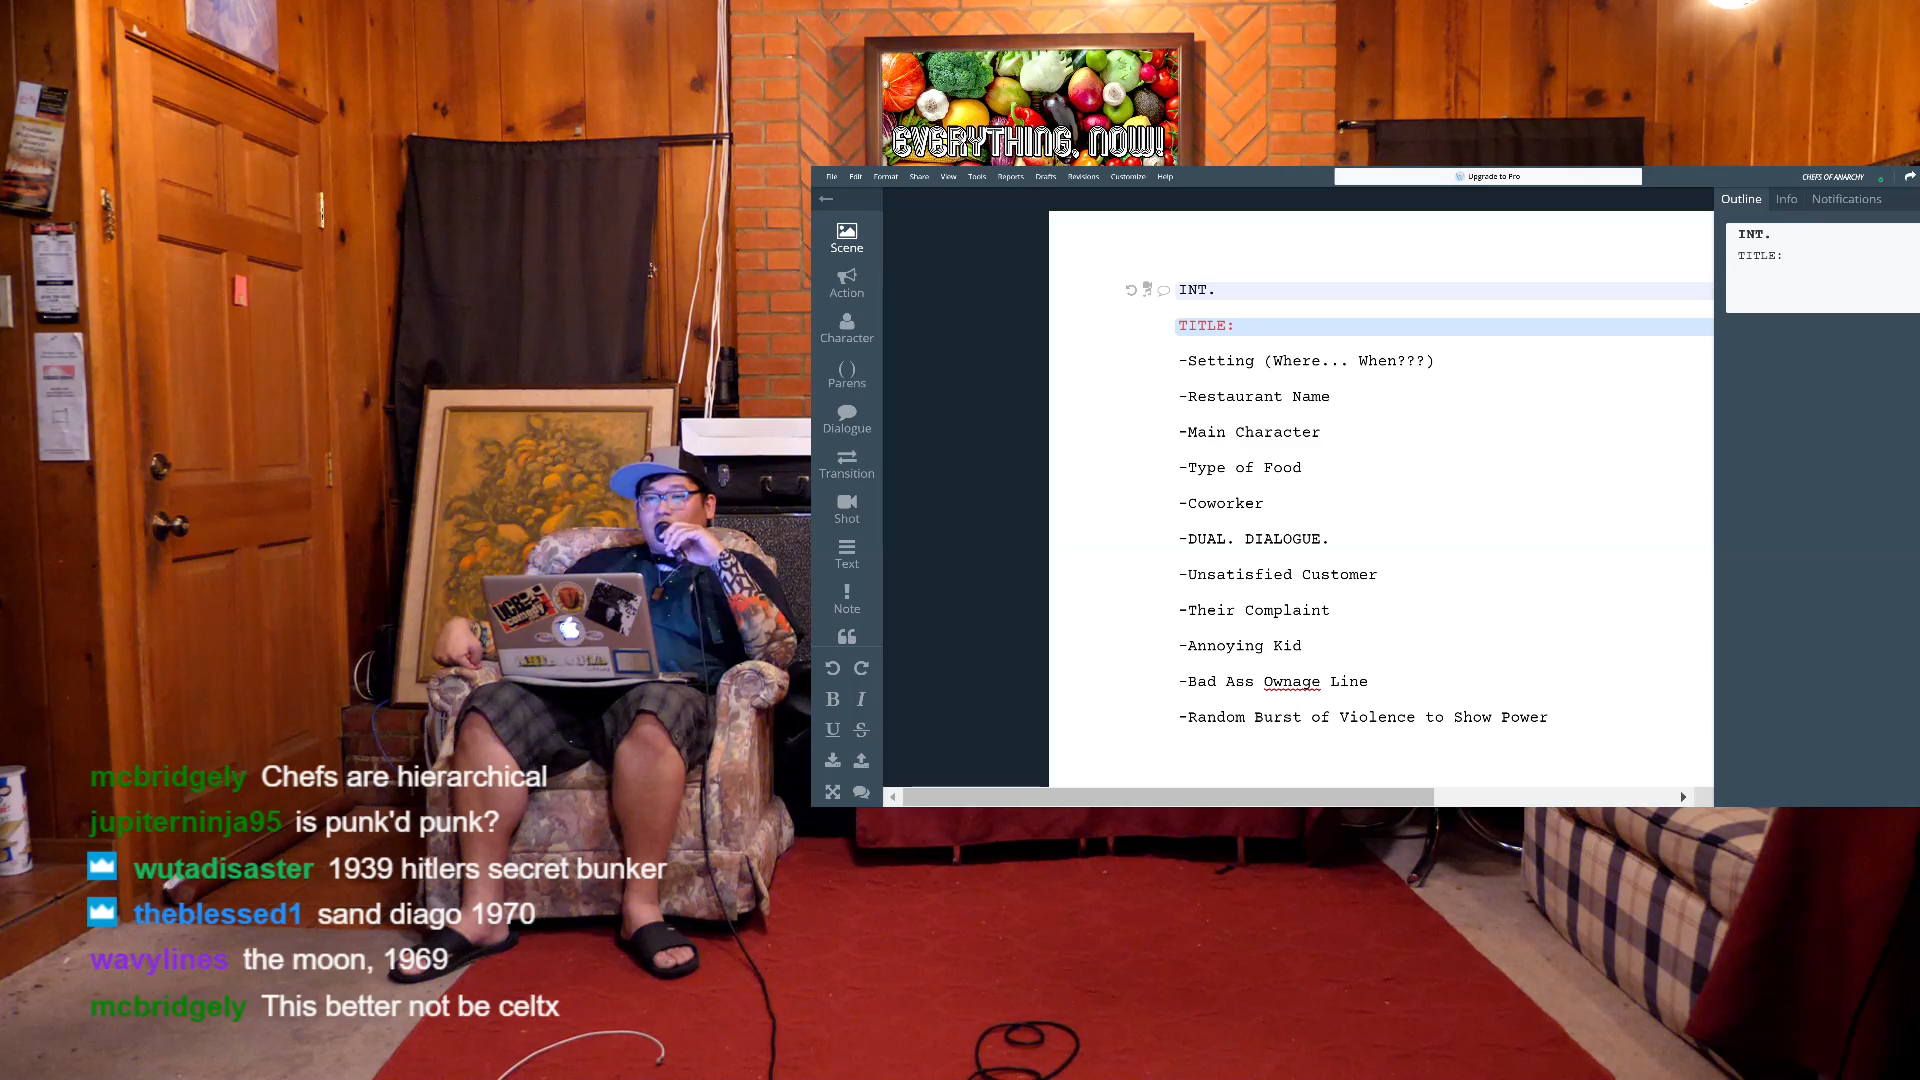 EVERYTHING, NOW!
File Edit Format Share View Tools Reports Drafts Revisions Customize Help
Upgrade to Pro
CHEFS OF ANARCHY
Outline Info Notifications
INT.
TITLE:
Scene
Action
Character
( )
Parens
Dialogue
Transition
Shot
Text
Note
B I
U S
INT.
TITLE:
-Setting (Where... When???)
-Restaurant Name
-Main Character
-Type of Food
-Coworker
-DUAL. DIALOGUE.
-Unsatisfied Customer
-Their Complaint
-Annoying Kid
-Bad Ass Ownage Line
-Random Burst of Violence to Show Power
UCB
comedy
mcbridgely Chefs are hierarchical
jupiterninja95 is punk'd punk?
wutadisaster 1939 hitlers secret bunker
theblessed1 sand diago 1970
wavylines the moon, 1969
mcbridgely This better not be celtx